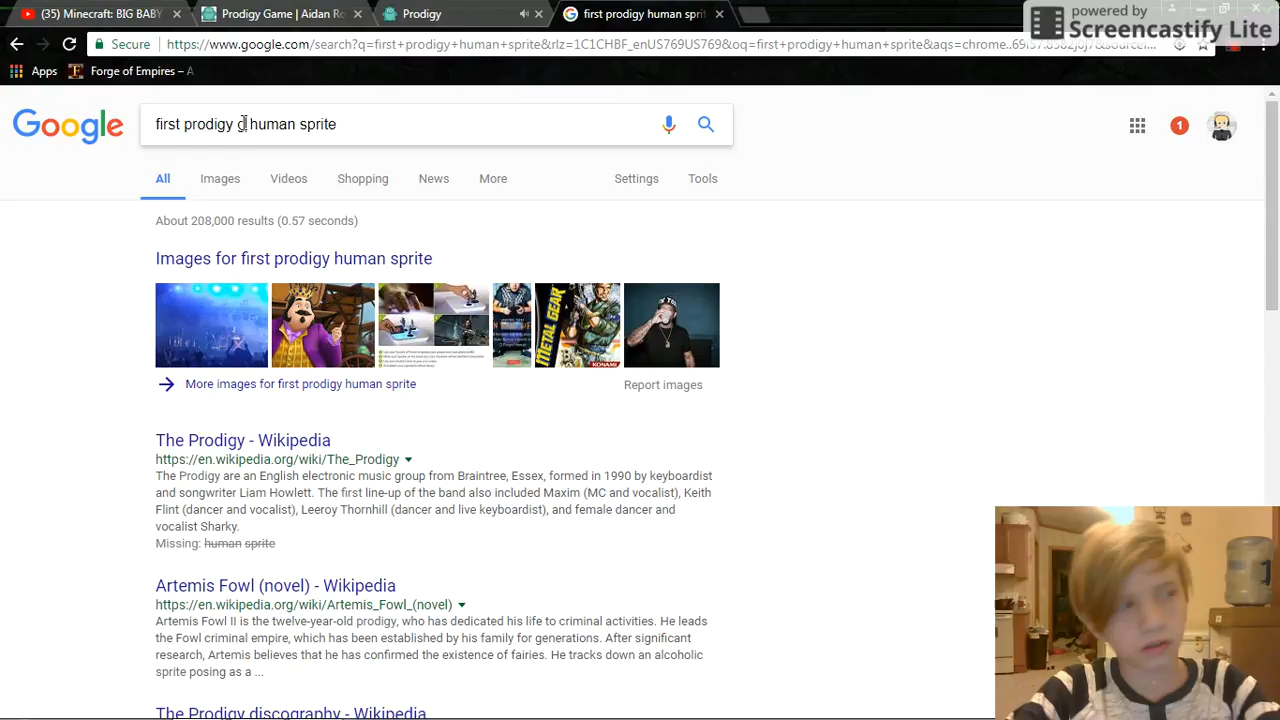 (35) Minecraft: BIG BABY
Prodigy Game | Aidan Ro
Prodigy
first prodigy human sprit
powered by
Screencastify Lite
Secure
https://www.google.com/search?q=first+prodigy+human+sprite&rlz=1C1CHBF_enUS769US769&oq=first+prodigy+human+sprite&aqs=chrome
Apps
Forge of Empires – A
Google
first prodigy g human sprite
1
All
Images
Videos
Shopping
News
More
Settings
Tools
About 208,000 results (0.57 seconds)
Images for first prodigy human sprite
METAL GEAR
KONAMI
More images for first prodigy human sprite
Report images
The Prodigy - Wikipedia
https://en.wikipedia.org/wiki/The_Prodigy
The Prodigy are an English electronic music group from Braintree, Essex, formed in 1990 by keyboardist
and songwriter Liam Howlett. The first line-up of the band also included Maxim (MC and vocalist), Keith
Flint (dancer and vocalist), Leeroy Thornhill (dancer and live keyboardist), and female dancer and
vocalist Sharky.
Missing: human sprite
Artemis Fowl (novel) - Wikipedia
https://en.wikipedia.org/wiki/Artemis_Fowl_(novel)
Artemis Fowl II is the twelve-year-old prodigy, who has dedicated his life to criminal activities. He leads
the Fowl criminal empire, which has been established by his family for generations. After significant
research, Artemis believes that he has confirmed the existence of fairies. He tracks down an alcoholic
sprite posing as a ...
The Prodigy discography - Wikipedia